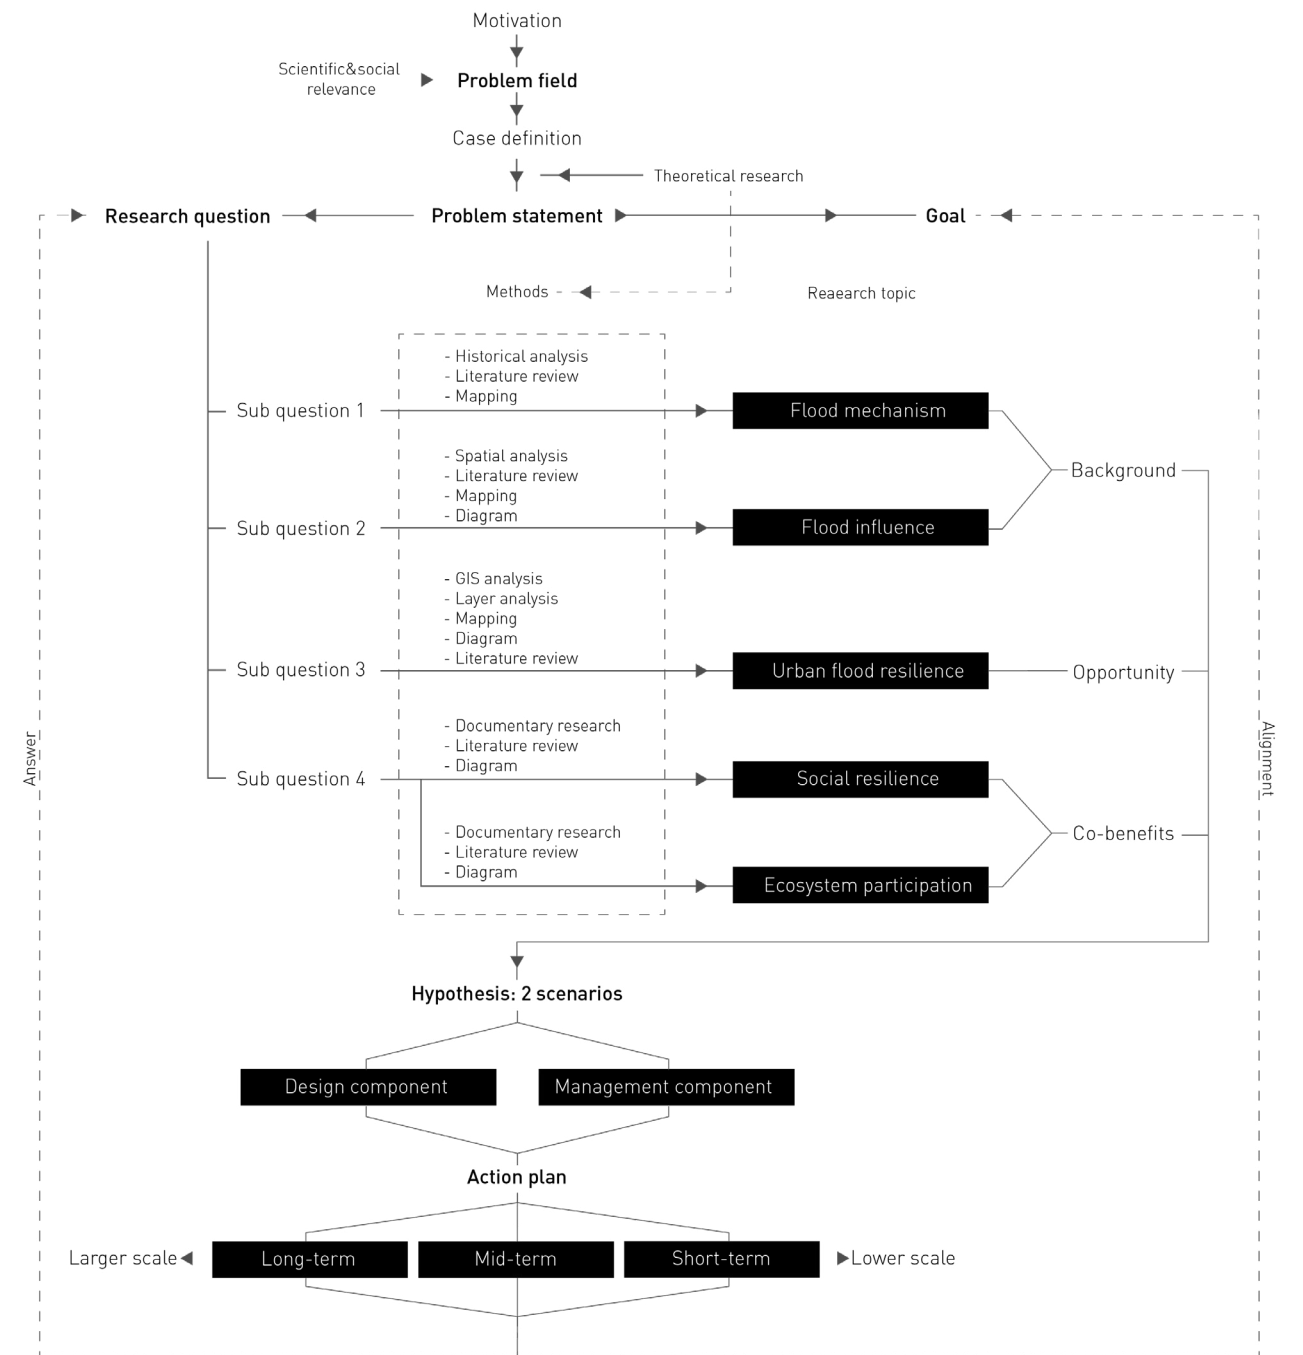 Motivation
Scientific&social
relevance
Problem field
Case definition
Theoretical research
Research question
Problem statement
Goal
Methods
Reaearch topic
- Historical analysis
- Literature review
- Mapping
Sub question 1
Flood mechanism
- Spatial analysis
- Literature review
- Mapping
- Diagram
Background
Sub question 2
Flood influence
- GIS analysis
- Layer analysis
- Mapping
- Diagram
- Literature review
Sub question 3
Urban flood resilience
Opportunity
- Documentary research
- Literature review
- Diagram
Answer
Alignment
Sub question 4
Social resilience
- Documentary research
- Literature review
- Diagram
Co-benefits
Ecosystem participation
Hypothesis: 2 scenarios
Design component
Management component
Action plan
Larger scale
Long-term
Mid-term
Short-term
Lower scale